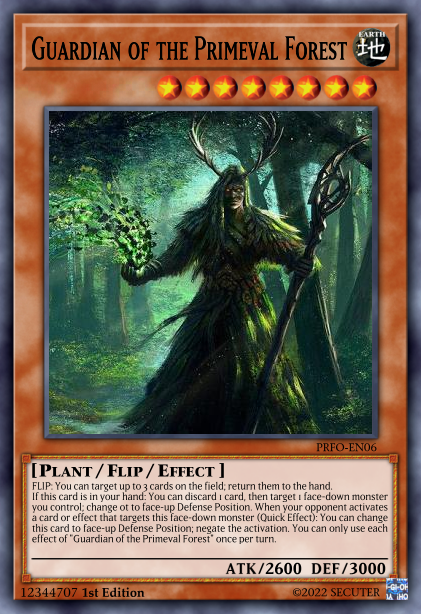 GUARDIAN OF THE PRIMEVAL FOREST
EARTH
地
PRFO-EN06
[ PLANT / FLIP / EFFECT ]
FLIP: You can target up to 3 cards on the field; return them to the hand.
If this card is in your hand: You can discard 1 card, then target 1 face-down monster
you control; change ot to face-up Defense Position. When your opponent activates
a card or effect that targets this face-down monster (Quick Effect): You can change
this card to face-up Defense Position; negate the activation. You can only use each
effect of "Guardian of the Primeval Forest" once per turn.
ATK/2600 DEF/3000
12344707 1st Edition
©2022 SECUTER